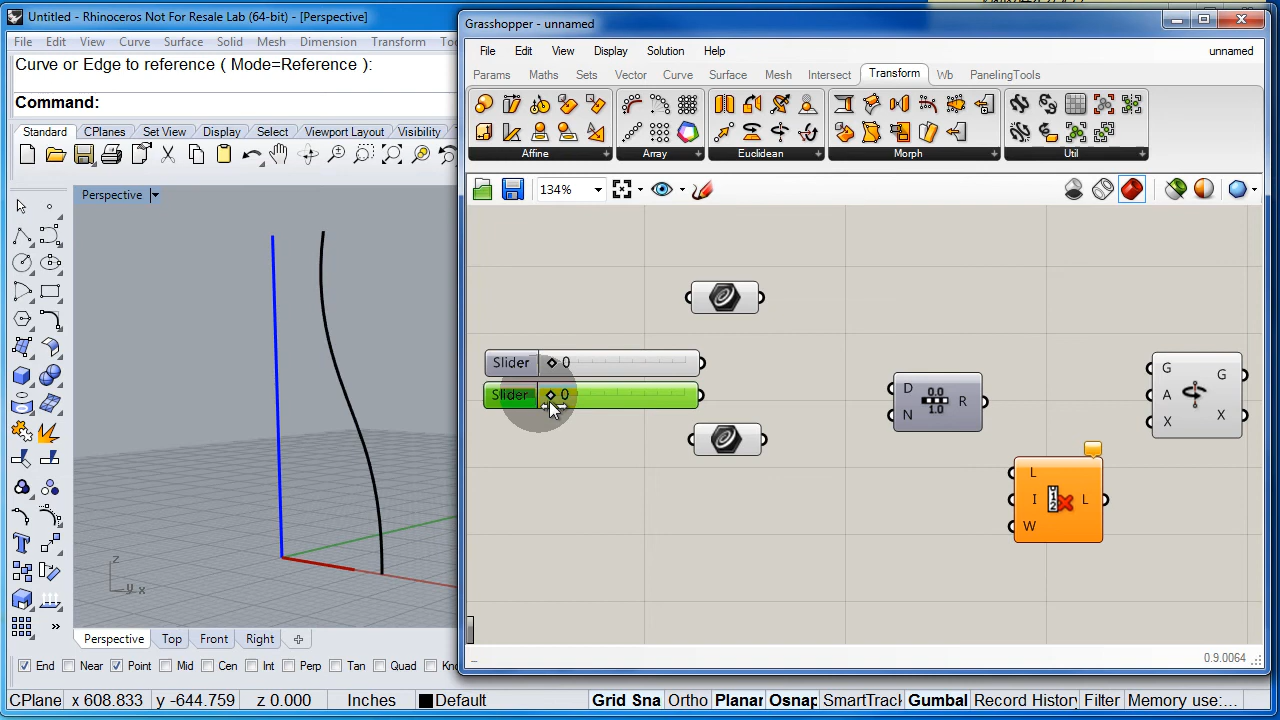 Untitled - Rhinoceros Not For Resale Lab (64-bit) - [Perspective]
File Edit View Curve Surface Solid Mesh Dimension Transform
Curve or Edge to reference ( Mode=Reference ):
Command:
Standard CPlanes Set View Display Select Viewport Layout Visibility
Perspective
z
y x
Perspective Top Front Right
End Near Point Mid Cen Int Perp Tan Quad
CPlane x 608.833 y -644.759 z 0.000 Inches Default Grid Sna Ortho Planar Osnap SmartTrack Gumbal Record History Filter Memory use:...
Grasshopper - unnamed
File Edit View Display Solution Help unnamed
Params Maths Sets Vector Curve Surface Mesh Intersect Transform Wb PanelingTools
Affine Array Euclidean Morph Util
134%
Slider 0
Slider 0
D 0.0 R
N 1.0
G G
A
X X
L
I 1 2 L
W
0.9.0064